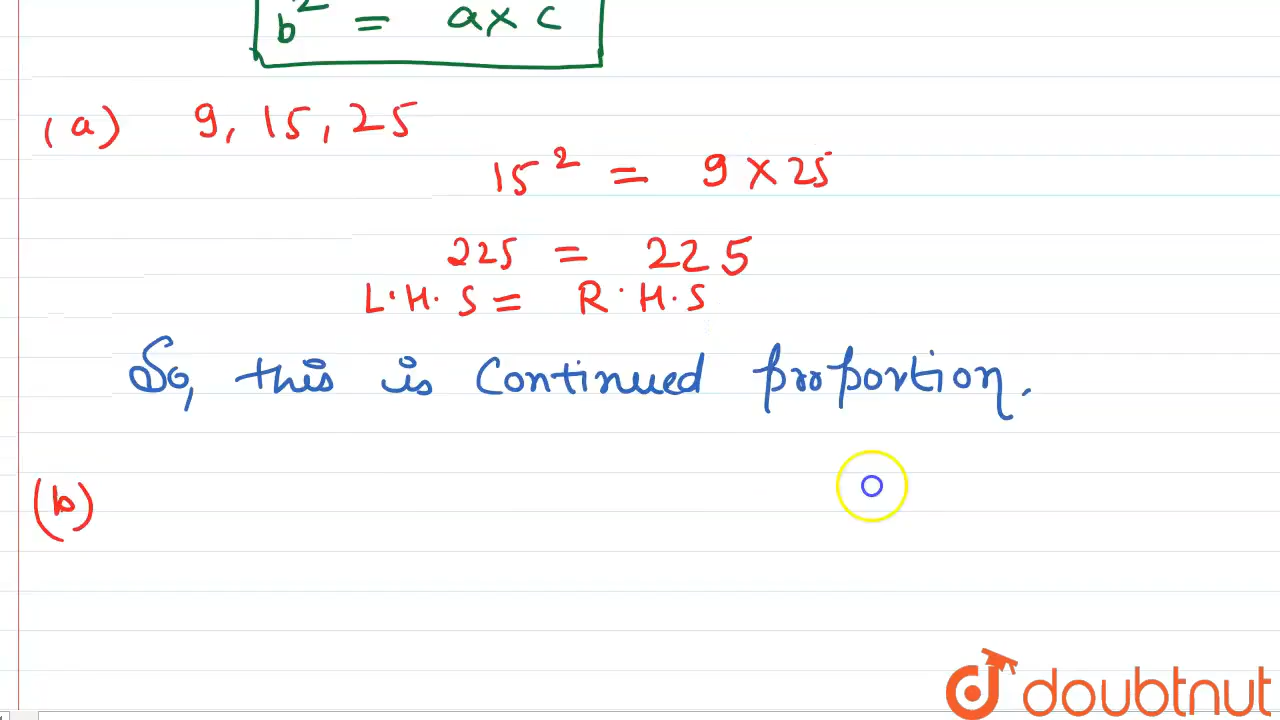 b² = a×c
(a) 9, 15, 25
15² = 9 × 25
225 = 225
L.H.S = R.H.S
So, this is Continued proportion.
(b)
doubtnut